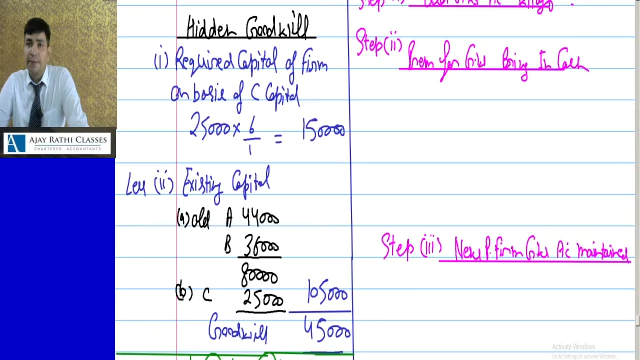 Hidden Goodwill
(i) Required Capital of Firm
on basis of C Capital
25000 × 6/1 = 150000
Less (ii) Existing Capital
(a) old A 44000
B 36000
80000
(b) C 25000 105000
Goodwill 45000
Step (ii)
Prem for G/w Bring In Cash
Step (iii) New P. Firm G/w A/c maintained
AJAY RATHI CLASSES
CHARTERED ACCOUNTANTS
Activate Windows